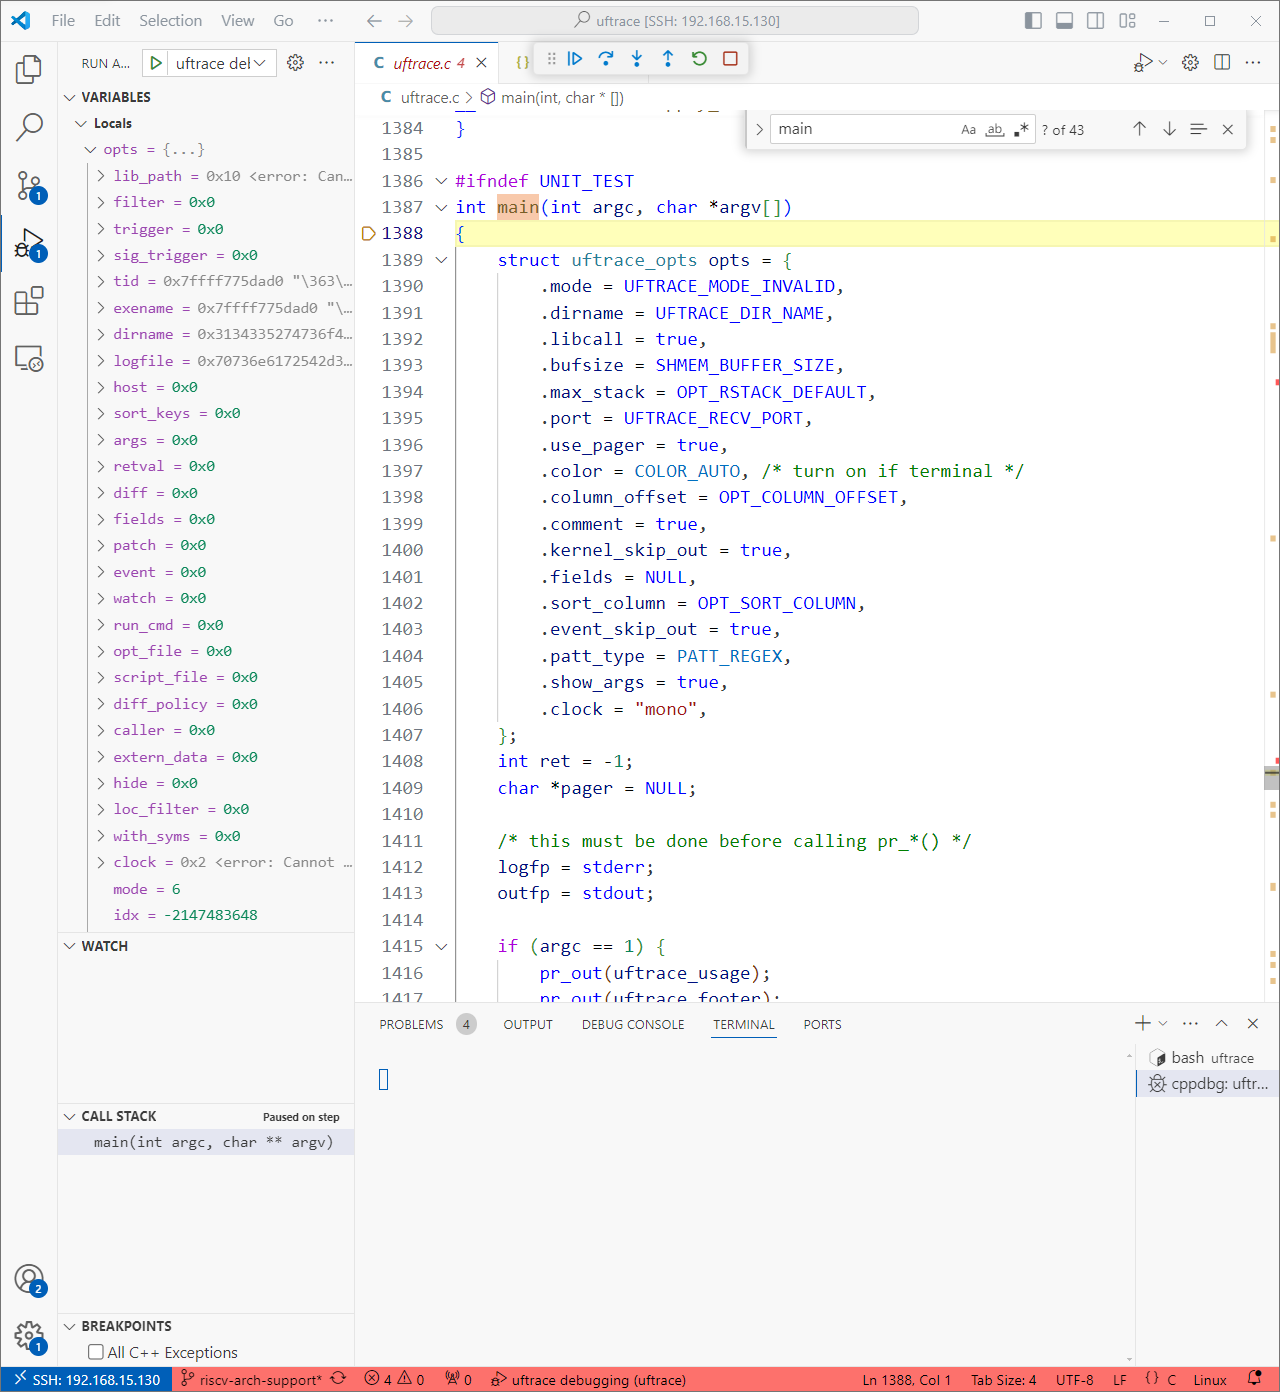 File Edit Selection View Go ···
uftrace [SSH: 192.168.15.130]
RUN A...
uftrace del
···
VARIABLES
Locals
opts = {...}
lib_path = 0x10 <error: Can...
filter = 0x0
trigger = 0x0
sig_trigger = 0x0
tid = 0x7ffff775dad0 "\363\...
exename = 0x7ffff775dad0 "\...
dirname = 0x3134335274736f4...
logfile = 0x70736e6172542d3...
host = 0x0
sort_keys = 0x0
args = 0x0
retval = 0x0
diff = 0x0
fields = 0x0
patch = 0x0
event = 0x0
watch = 0x0
run_cmd = 0x0
opt_file = 0x0
script_file = 0x0
diff_policy = 0x0
caller = 0x0
extern_data = 0x0
hide = 0x0
loc_filter = 0x0
with_syms = 0x0
clock = 0x2 <error: Cannot ...
mode = 6
idx = -2147483648
WATCH
CALL STACK Paused on step
main(int argc, char ** argv)
BREAKPOINTS
All C++ Exceptions
1
1
2
1
C uftrace.c 4
{}
C uftrace.c > main(int, char * [])
main
Aa ab .*
? of 43
1384 }
1385
1386 #ifndef UNIT_TEST
1387 int main(int argc, char *argv[])
1388 {
1389 struct uftrace_opts opts = {
1390 .mode = UFTRACE_MODE_INVALID,
1391 .dirname = UFTRACE_DIR_NAME,
1392 .libcall = true,
1393 .bufsize = SHMEM_BUFFER_SIZE,
1394 .max_stack = OPT_RSTACK_DEFAULT,
1395 .port = UFTRACE_RECV_PORT,
1396 .use_pager = true,
1397 .color = COLOR_AUTO, /* turn on if terminal */
1398 .column_offset = OPT_COLUMN_OFFSET,
1399 .comment = true,
1400 .kernel_skip_out = true,
1401 .fields = NULL,
1402 .sort_column = OPT_SORT_COLUMN,
1403 .event_skip_out = true,
1404 .patt_type = PATT_REGEX,
1405 .show_args = true,
1406 .clock = "mono",
1407 };
1408 int ret = -1;
1409 char *pager = NULL;
1410
1411 /* this must be done before calling pr_*() */
1412 logfp = stderr;
1413 outfp = stdout;
1414
1415 if (argc == 1) {
1416 pr_out(uftrace_usage);
1417 pr_out(uftrace_footer);
PROBLEMS 4 OUTPUT DEBUG CONSOLE TERMINAL PORTS
bash uftrace
cppdbg: uftr...
SSH: 192.168.15.130 riscv-arch-support* 4 0 0 uftrace debugging (uftrace) Ln 1388, Col 1 Tab Size: 4 UTF-8 LF {} C Linux